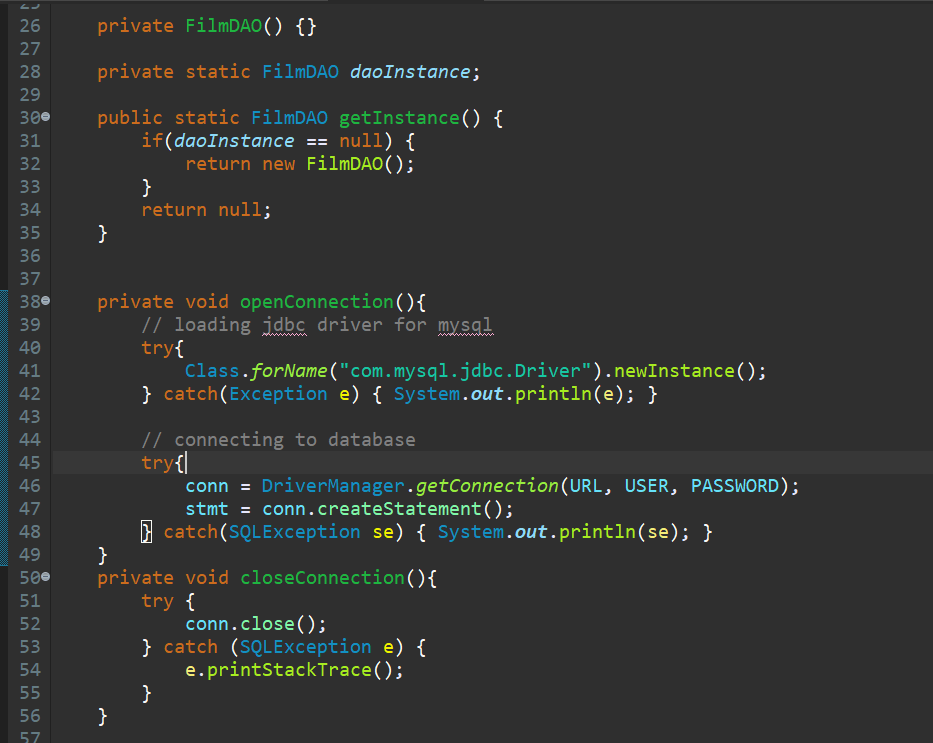 25
26 private FilmDAO() {}
27
28 private static FilmDAO daoInstance;
29
30 public static FilmDAO getInstance() {
31 if(daoInstance == null) {
32 return new FilmDAO();
33 }
34 return null;
35 }
36
37
38 private void openConnection(){
39 // loading jdbc driver for mysql
40 try{
41 Class.forName("com.mysql.jdbc.Driver").newInstance();
42 } catch(Exception e) { System.out.println(e); }
43
44 // connecting to database
45 try{
46 conn = DriverManager.getConnection(URL, USER, PASSWORD);
47 stmt = conn.createStatement();
48 } catch(SQLException se) { System.out.println(se); }
49 }
50 private void closeConnection(){
51 try {
52 conn.close();
53 } catch (SQLException e) {
54 e.printStackTrace();
55 }
56 }
57